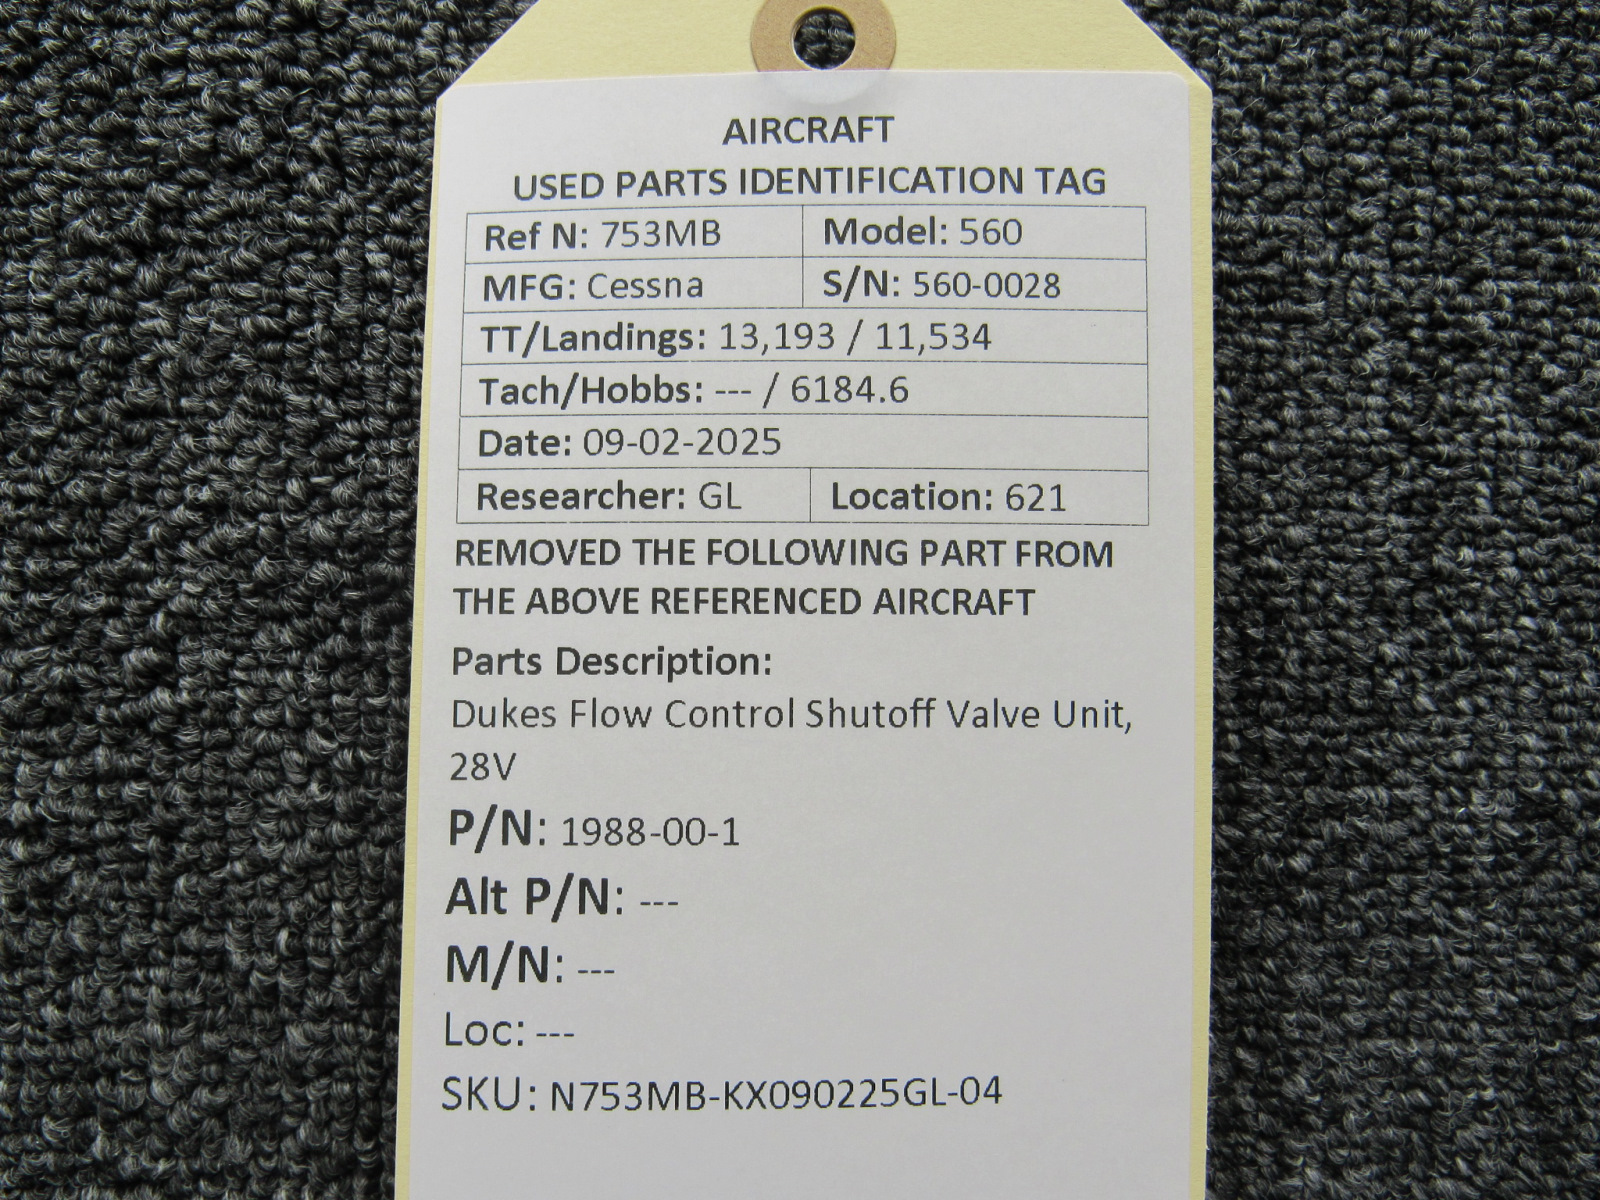 AIRCRAFT
USED PARTS IDENTIFICATION TAG
Ref N: 753MB Model: 560
MFG: Cessna S/N: 560-0028
TT/Landings: 13,193 / 11,534
Tach/Hobbs: --- / 6184.6
Date: 09-02-2025
Researcher: GL Location: 621
REMOVED THE FOLLOWING PART FROM
THE ABOVE REFERENCED AIRCRAFT
Parts Description:
Dukes Flow Control Shutoff Valve Unit,
28V
P/N: 1988-00-1
Alt P/N: ---
M/N: ---
Loc: ---
SKU: N753MB-KX090225GL-04